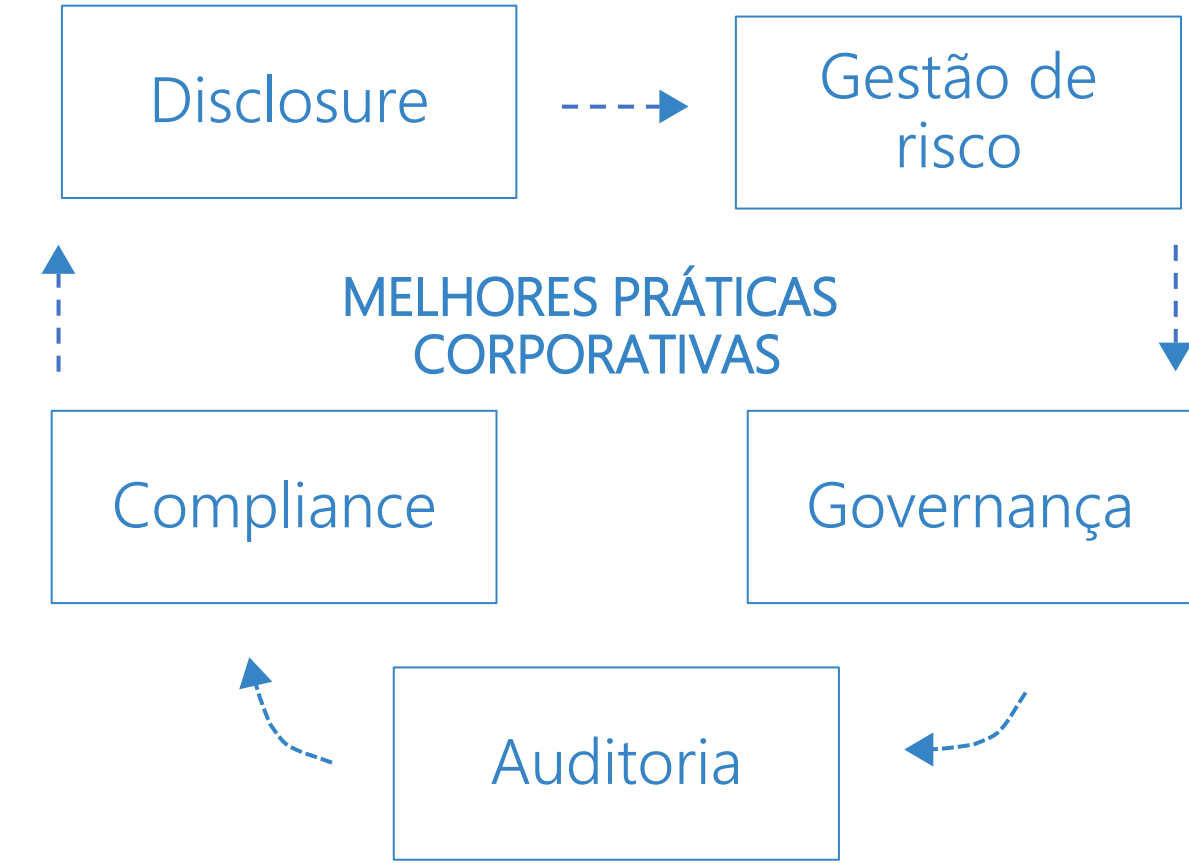 Disclosure
Gestão de
risco
MELHORES PRÁTICAS
CORPORATIVAS
Compliance
Governança
Auditoria